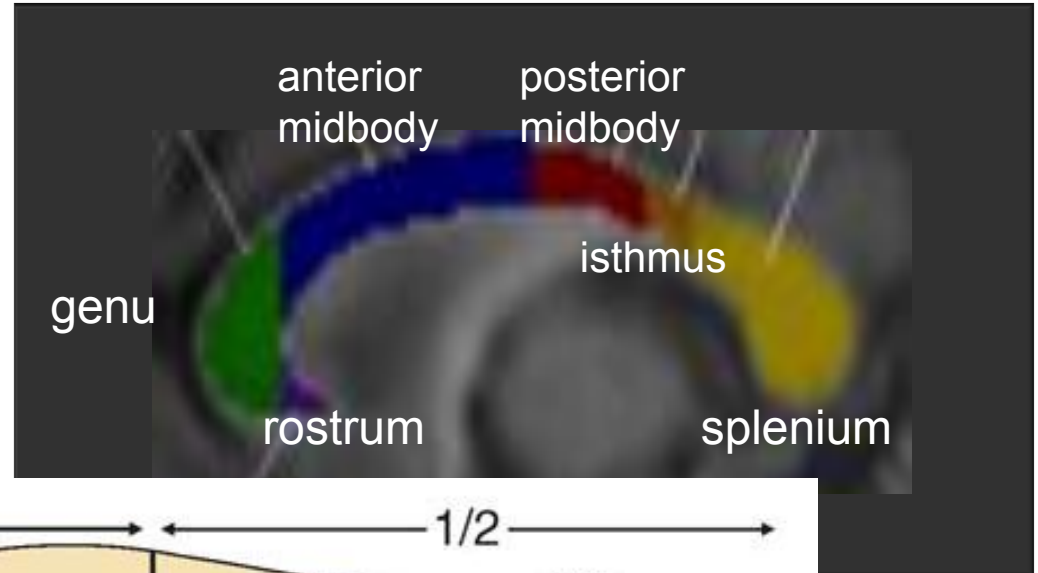 anterior
midbody
posterior
midbody
isthmus
genu
rostrum
splenium
1/2